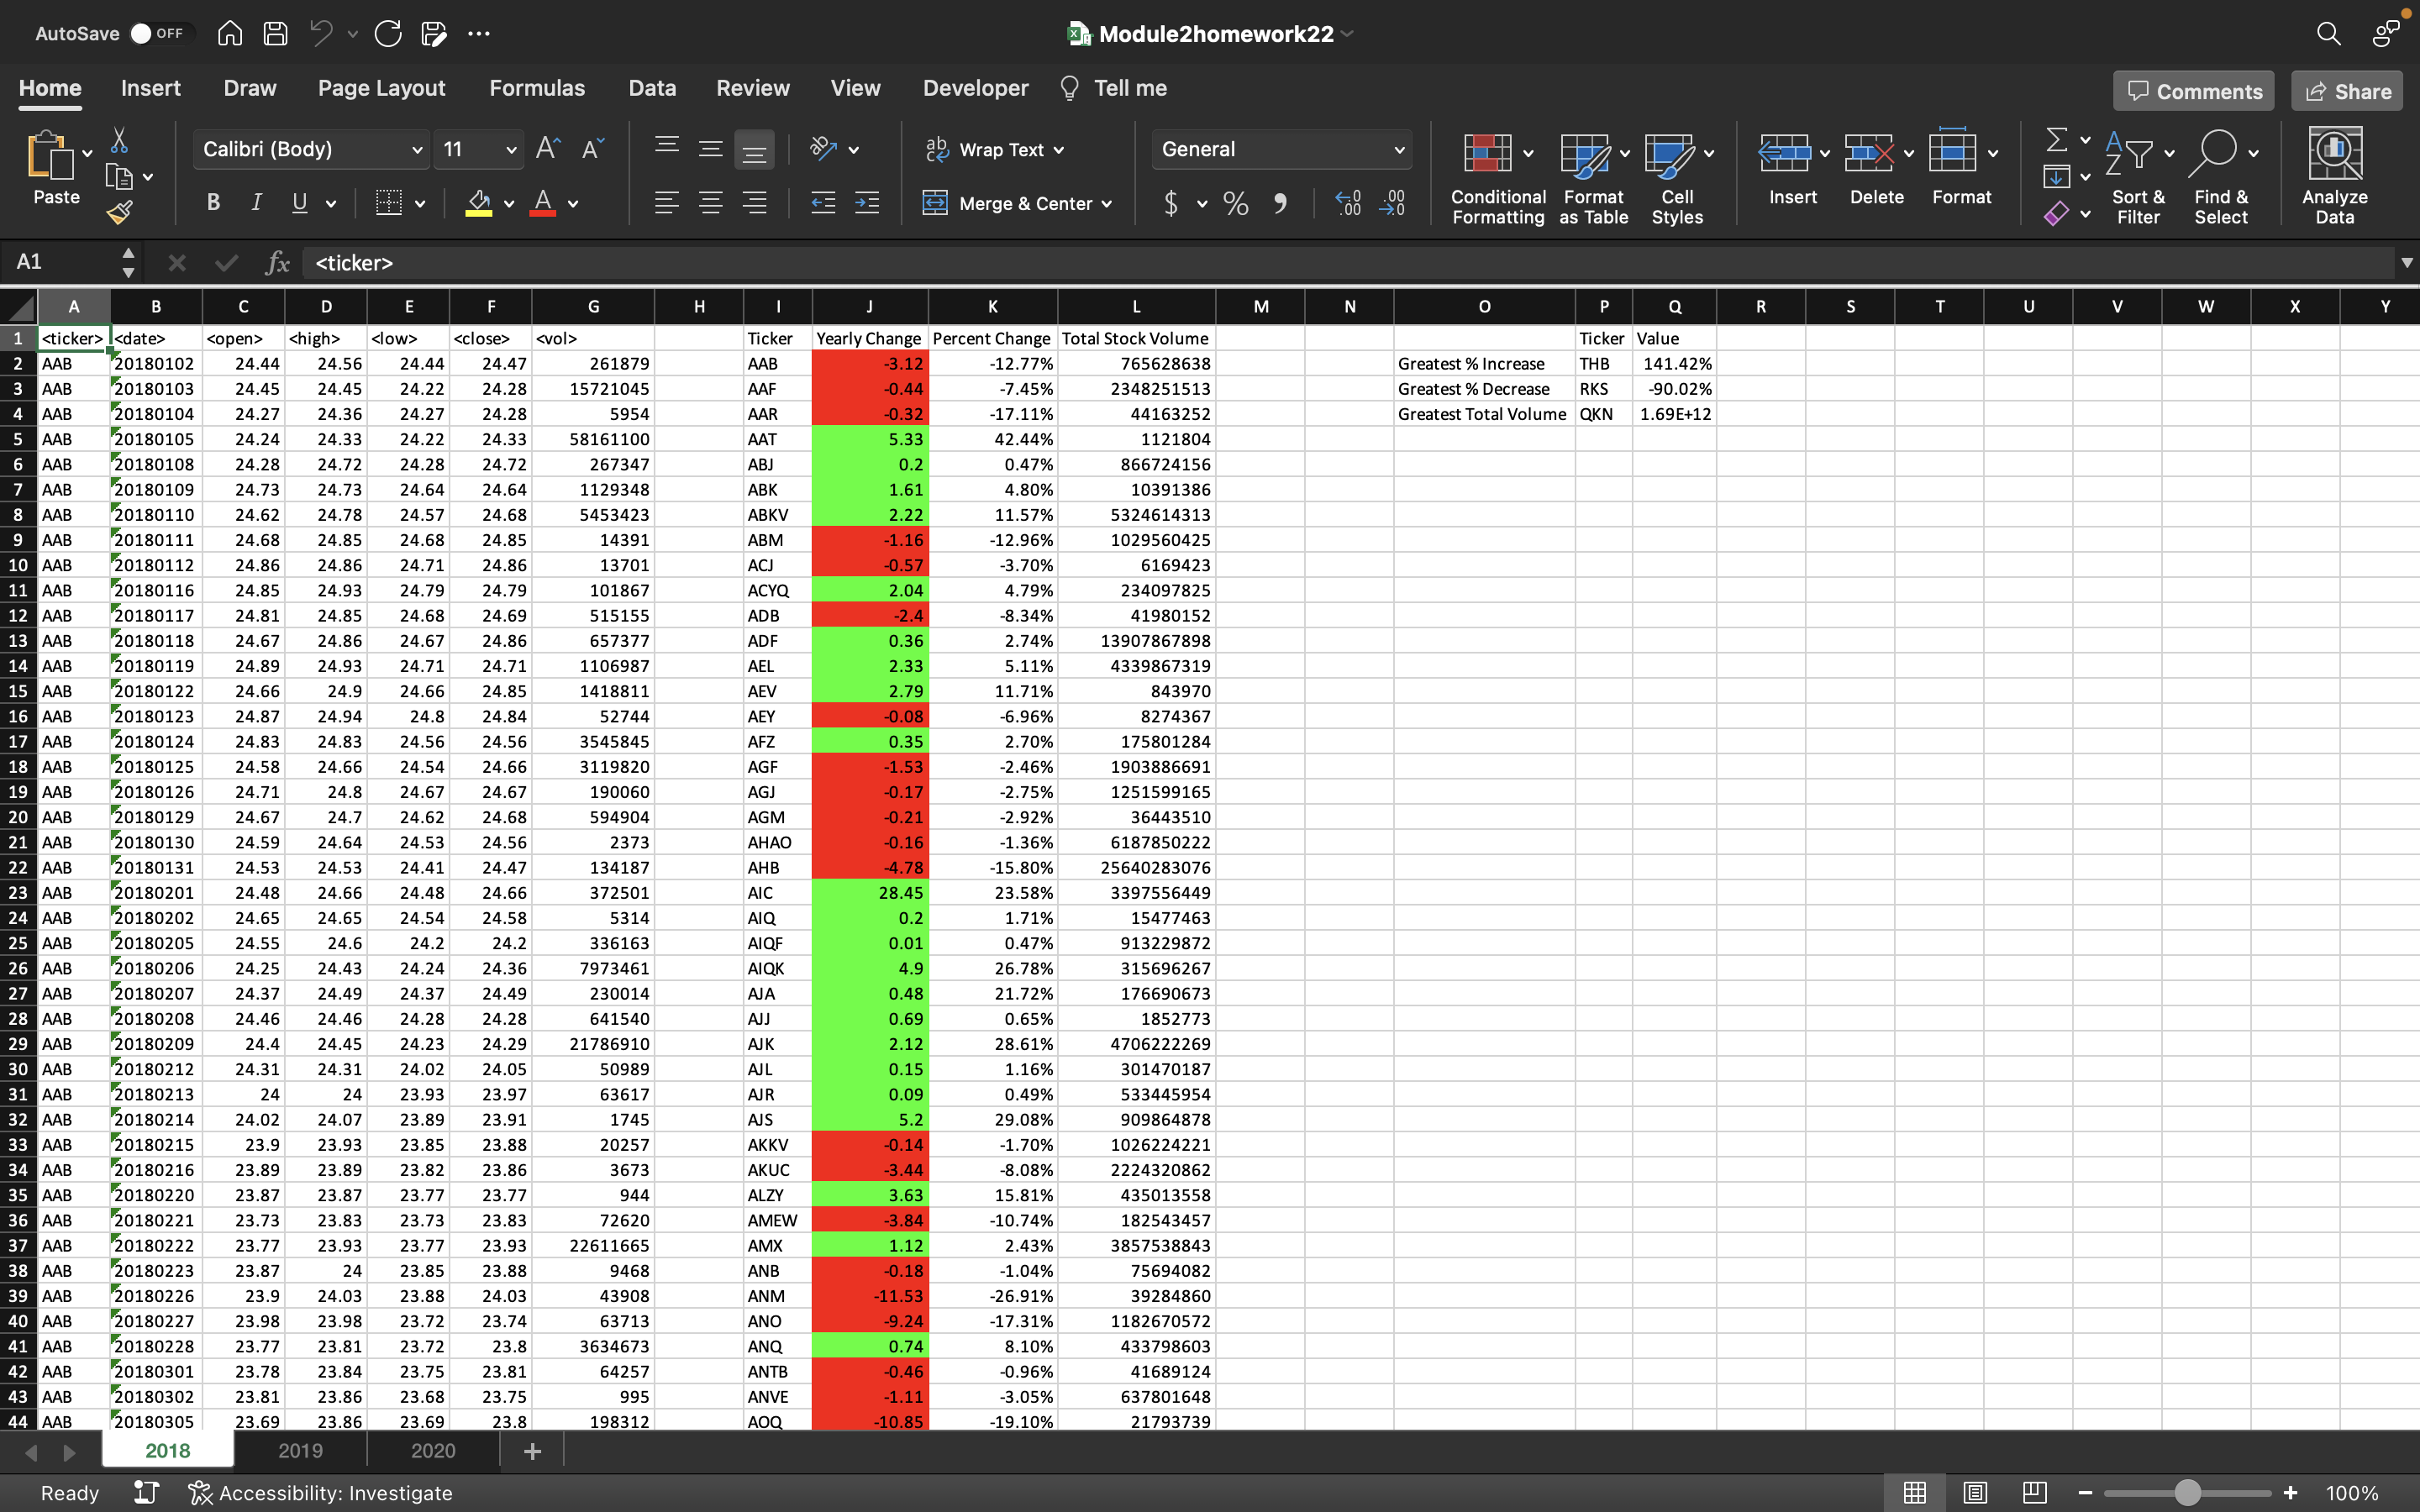 AutoSave OFF Module2homework22
Home Insert Draw Page Layout Formulas Data Review View Developer Tell me Comments Share
Paste Calibri (Body) 11 A A Wrap Text General Conditional Formatting Format as Table Cell Styles Insert Delete Format Sort & Filter Find & Select Analyze Data
B I U A Merge & Center $ % 9
A1 fx <ticker>
A B C D E F G H I J K L M N O P Q R S T U V W X Y
1 <ticker> <date> <open> <high> <low> <close> <vol> Ticker Yearly Change Percent Change Total Stock Volume Ticker Value
2 AAB 20180102 24.44 24.56 24.44 24.47 261879 AAB -3.12 -12.77% 765628638 Greatest % Increase THB 141.42%
3 AAB 20180103 24.45 24.45 24.22 24.28 15721045 AAF -0.44 -7.45% 2348251513 Greatest % Decrease RKS -90.02%
4 AAB 20180104 24.27 24.36 24.27 24.28 5954 AAR -0.32 -17.11% 44163252 Greatest Total Volume QKN 1.69E+12
5 AAB 20180105 24.24 24.33 24.22 24.33 58161100 AAT 5.33 42.44% 1121804
6 AAB 20180108 24.28 24.72 24.28 24.72 267347 ABJ 0.2 0.47% 866724156
7 AAB 20180109 24.73 24.73 24.64 24.64 1129348 ABK 1.61 4.80% 10391386
8 AAB 20180110 24.62 24.78 24.57 24.68 5453423 ABKV 2.22 11.57% 5324614313
9 AAB 20180111 24.68 24.85 24.68 24.85 14391 ABM -1.16 -12.96% 1029560425
10 AAB 20180112 24.86 24.86 24.71 24.86 13701 ACJ -0.57 -3.70% 6169423
11 AAB 20180116 24.85 24.93 24.79 24.79 101867 ACYQ 2.04 4.79% 234097825
12 AAB 20180117 24.81 24.85 24.68 24.69 515155 ADB -2.4 -8.34% 41980152
13 AAB 20180118 24.67 24.86 24.67 24.86 657377 ADF 0.36 2.74% 13907867898
14 AAB 20180119 24.89 24.93 24.71 24.71 1106987 AEL 2.33 5.11% 4339867319
15 AAB 20180122 24.66 24.9 24.66 24.85 1418811 AEV 2.79 11.71% 843970
16 AAB 20180123 24.87 24.94 24.8 24.84 52744 AEY -0.08 -6.96% 8274367
17 AAB 20180124 24.83 24.83 24.56 24.56 3545845 AFZ 0.35 2.70% 175801284
18 AAB 20180125 24.58 24.66 24.54 24.66 3119820 AGF -1.53 -2.46% 1903886691
19 AAB 20180126 24.71 24.8 24.67 24.67 190060 AGJ -0.17 -2.75% 1251599165
20 AAB 20180129 24.67 24.7 24.62 24.68 594904 AGM -0.21 -2.92% 36443510
21 AAB 20180130 24.59 24.64 24.53 24.56 2373 AHAO -0.16 -1.36% 6187850222
22 AAB 20180131 24.53 24.53 24.41 24.47 134187 AHB -4.78 -15.80% 25640283076
23 AAB 20180201 24.48 24.66 24.48 24.66 372501 AIC 28.45 23.58% 3397556449
24 AAB 20180202 24.65 24.65 24.54 24.58 5314 AIQ 0.2 1.71% 15477463
25 AAB 20180205 24.55 24.6 24.2 24.2 336163 AIQF 0.01 0.47% 913229872
26 AAB 20180206 24.25 24.43 24.24 24.36 7973461 AIQK 4.9 26.78% 315696267
27 AAB 20180207 24.37 24.49 24.37 24.49 230014 AJA 0.48 21.72% 176690673
28 AAB 20180208 24.46 24.46 24.28 24.28 641540 AJJ 0.69 0.65% 1852773
29 AAB 20180209 24.4 24.45 24.23 24.29 21786910 AJK 2.12 28.61% 4706222269
30 AAB 20180212 24.31 24.31 24.02 24.05 50989 AJL 0.15 1.16% 301470187
31 AAB 20180213 24 24 23.93 23.97 63617 AJR 0.09 0.49% 533445954
32 AAB 20180214 24.02 24.07 23.89 23.91 1745 AJS 5.2 29.08% 909864878
33 AAB 20180215 23.9 23.93 23.85 23.88 20257 AKKV -0.14 -1.70% 1026224221
34 AAB 20180216 23.89 23.89 23.82 23.86 3673 AKUC -3.44 -8.08% 2224320862
35 AAB 20180220 23.87 23.87 23.77 23.77 944 ALZY 3.63 15.81% 435013558
36 AAB 20180221 23.73 23.83 23.73 23.83 72620 AMEW -3.84 -10.74% 182543457
37 AAB 20180222 23.77 23.93 23.77 23.93 22611665 AMX 1.12 2.43% 3857538843
38 AAB 20180223 23.87 24 23.85 23.88 9468 ANB -0.18 -1.04% 75694082
39 AAB 20180226 23.9 24.03 23.88 24.03 43908 ANM -11.53 -26.91% 39284860
40 AAB 20180227 23.98 23.98 23.72 23.74 63713 ANO -9.24 -17.31% 1182670572
41 AAB 20180228 23.77 23.81 23.72 23.8 3634673 ANQ 0.74 8.10% 433798603
42 AAB 20180301 23.78 23.84 23.75 23.81 64257 ANTB -0.46 -0.96% 41689124
43 AAB 20180302 23.81 23.86 23.68 23.75 995 ANVE -1.11 -3.05% 637801648
44 AAB 20180305 23.69 23.86 23.69 23.8 198312 AOQ -10.85 -19.10% 21793739
2018 2019 2020 +
Ready Accessibility: Investigate 100%